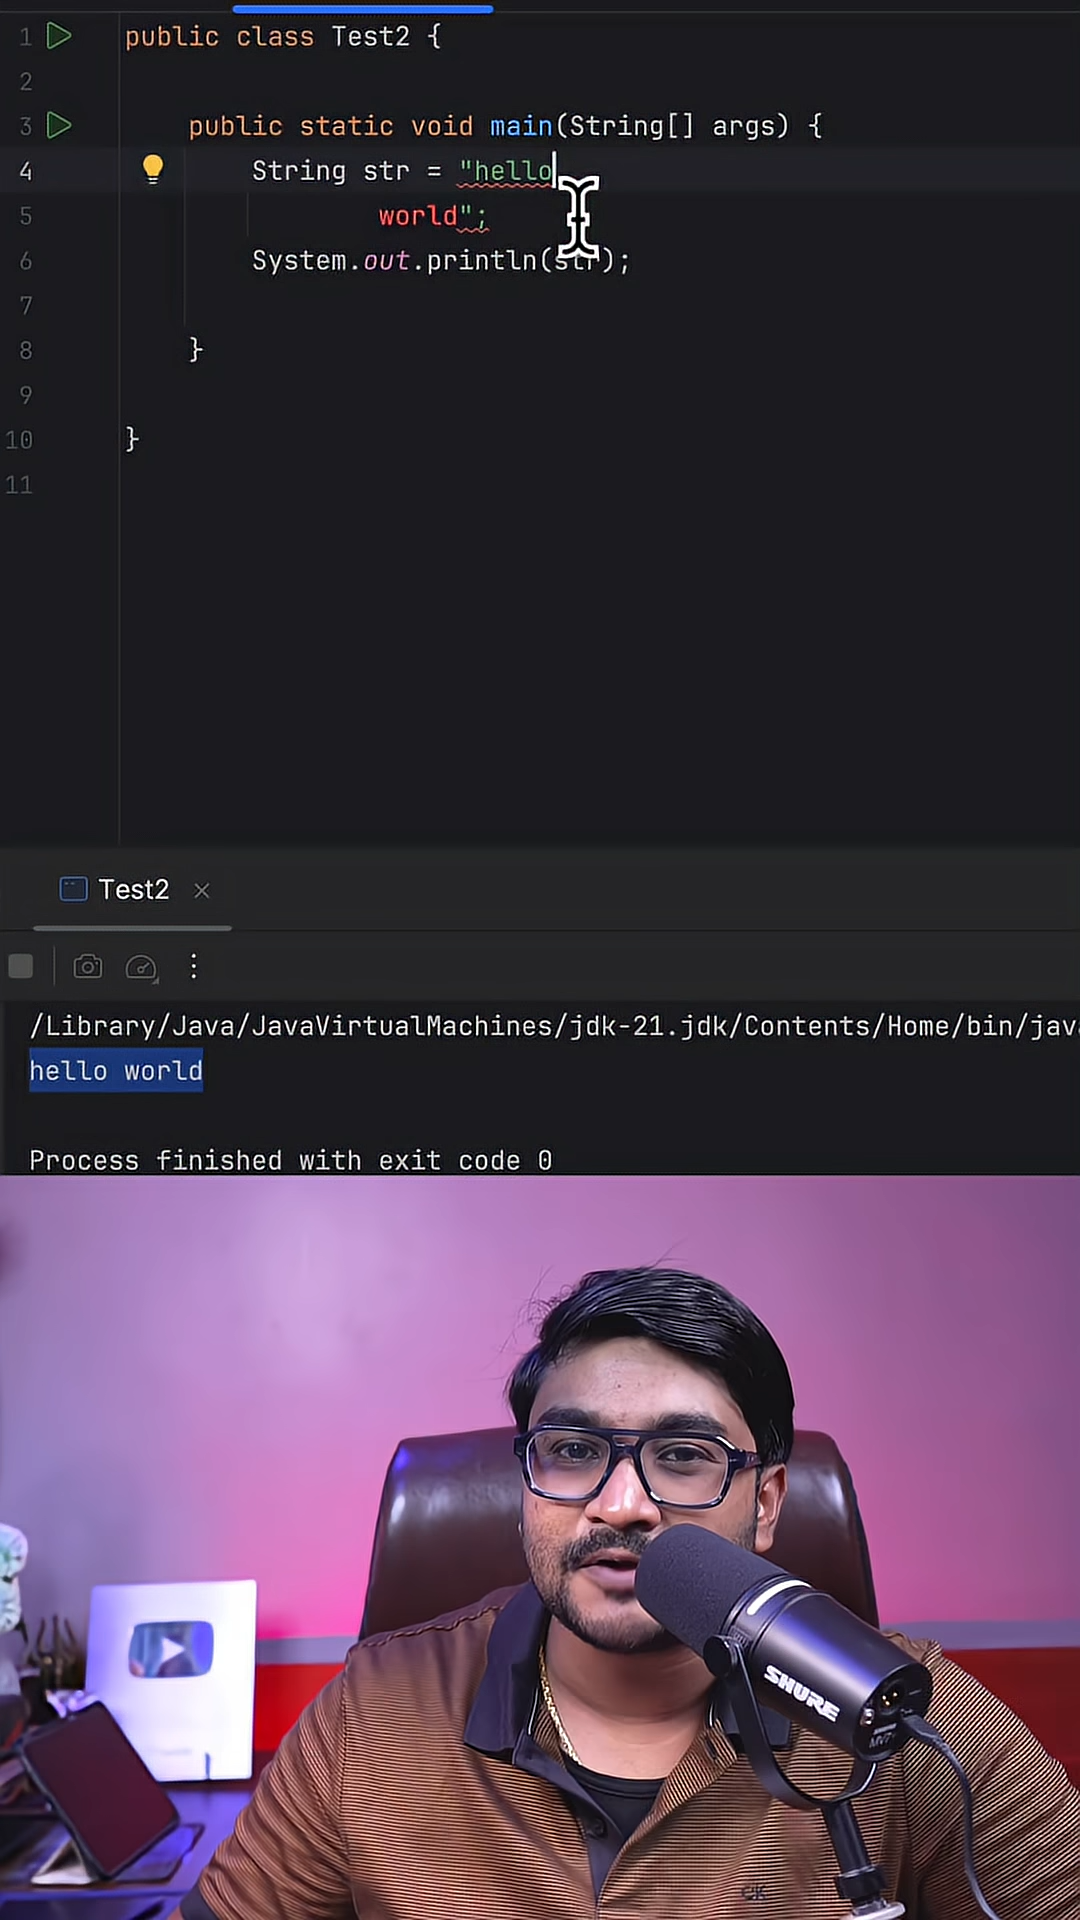 1 public class Test2 {
2
3 public static void main(String[] args) {
4 String str = "hello
5 world";
6 System.out.println(str);
7
8 }
9
10 }
11
Test2
/Library/Java/JavaVirtualMachines/jdk-21.jdk/Contents/Home/bin/java
hello world
Process finished with exit code 0
SHURE
MV7